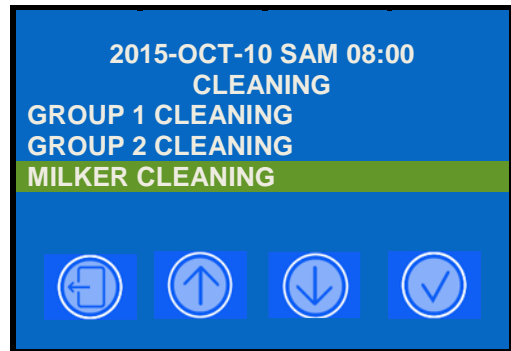 2015-OCT-10 SAM 08:00
CLEANING
GROUP 1 CLEANING
GROUP 2 CLEANING
MILKER CLEANING